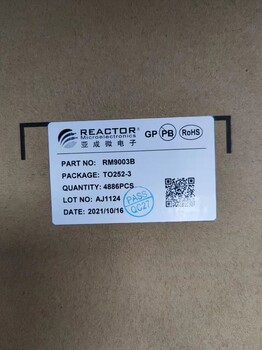 REACTOR
Microelectronics
亚成微电子
GP PB RoHS
PART NO: RM9003B
PACKAGE: TO252-3
QUANTITY: 4886PCS
LOT NO: AJ1124
DATE: 2021/10/16
PASS
QC27